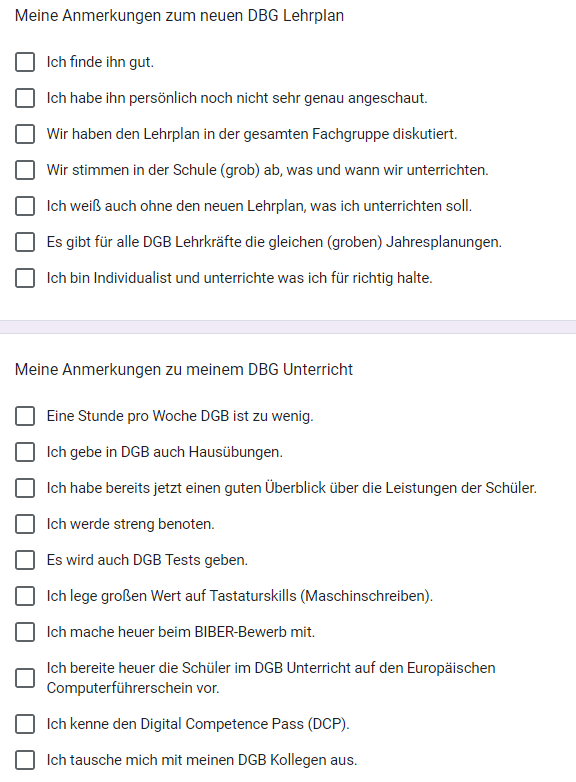 Meine Anmerkungen zum neuen DBG Lehrplan
Ich finde ihn gut.
Ich habe ihn persönlich noch nicht sehr genau angeschaut.
Wir haben den Lehrplan in der gesamten Fachgruppe diskutiert.
Wir stimmen in der Schule (grob) ab, was und wann wir unterrichten.
Ich weiß auch ohne den neuen Lehrplan, was ich unterrichten soll.
Es gibt für alle DGB Lehrkräfte die gleichen (groben) Jahresplanungen.
Ich bin Individualist und unterrichte was ich für richtig halte.
Meine Anmerkungen zu meinem DBG Unterricht
Eine Stunde pro Woche DGB ist zu wenig.
Ich gebe in DGB auch Hausübungen.
Ich habe bereits jetzt einen guten Überblick über die Leistungen der Schüler.
Ich werde streng benoten.
Es wird auch DGB Tests geben.
Ich lege großen Wert auf Tastaturskills (Maschinschreiben).
Ich mache heuer beim BIBER-Bewerb mit.
Ich bereite heuer die Schüler im DGB Unterricht auf den Europäischen
Computerführerschein vor.
Ich kenne den Digital Competence Pass (DCP).
Ich tausche mich mit meinen DGB Kollegen aus.